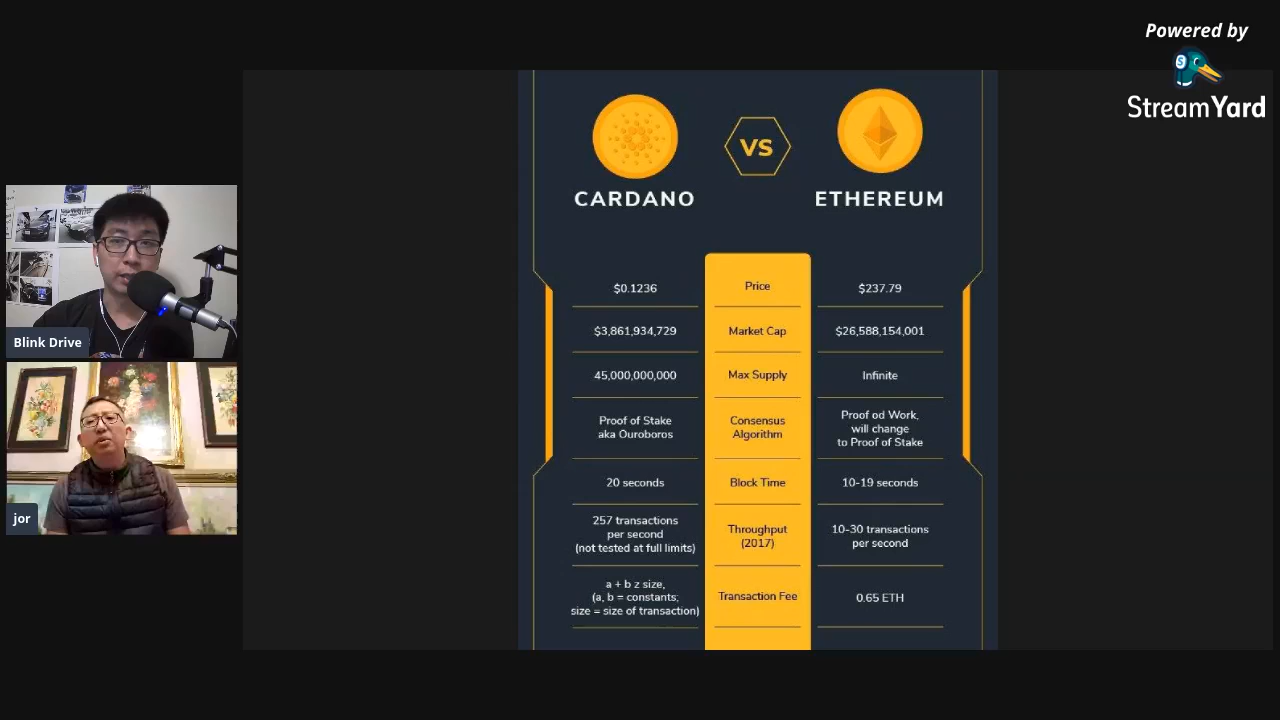 Powered by
StreamYard
VS
CARDANO
ETHEREUM
$0.1236
Price
$237.79
$3,861,934,729
Market Cap
$26,588,154,001
45,000,000,000
Max Supply
Infinite
Proof of Stake
aka Ouroboros
Consensus
Algorithm
Proof od Work,
will change
to Proof of Stake
20 seconds
Block Time
10-19 seconds
257 transactions
per second
(not tested at full limits)
Throughput
(2017)
10-30 transactions
per second
a + b z size,
(a, b = constants;
size = size of transaction)
Transaction Fee
0.65 ETH
Blink Drive
jor